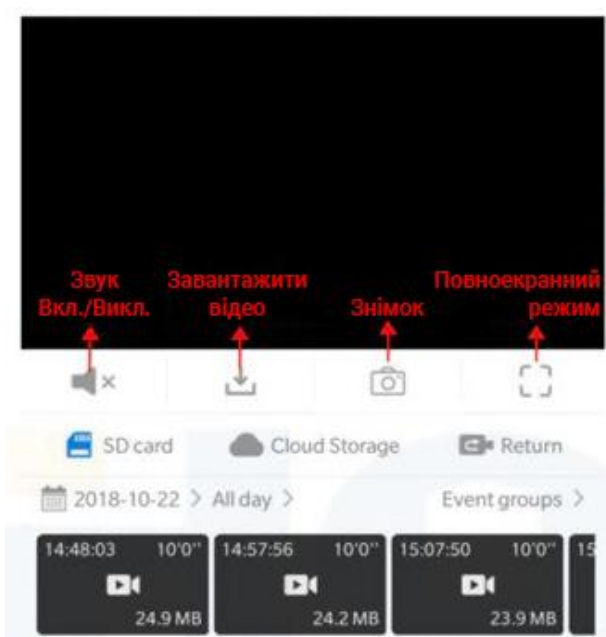 Звук
Вкл./Викл.
Завантажити
відео
Знімок
Повноекранний
режим
SD card
Cloud Storage
Return
2018-10-22 > All day >
Event groups >
14:48:03 10'0''
24.9 MB
14:57:56 10'0''
24.2 MB
15:07:50 10'0''
23.9 MB
15